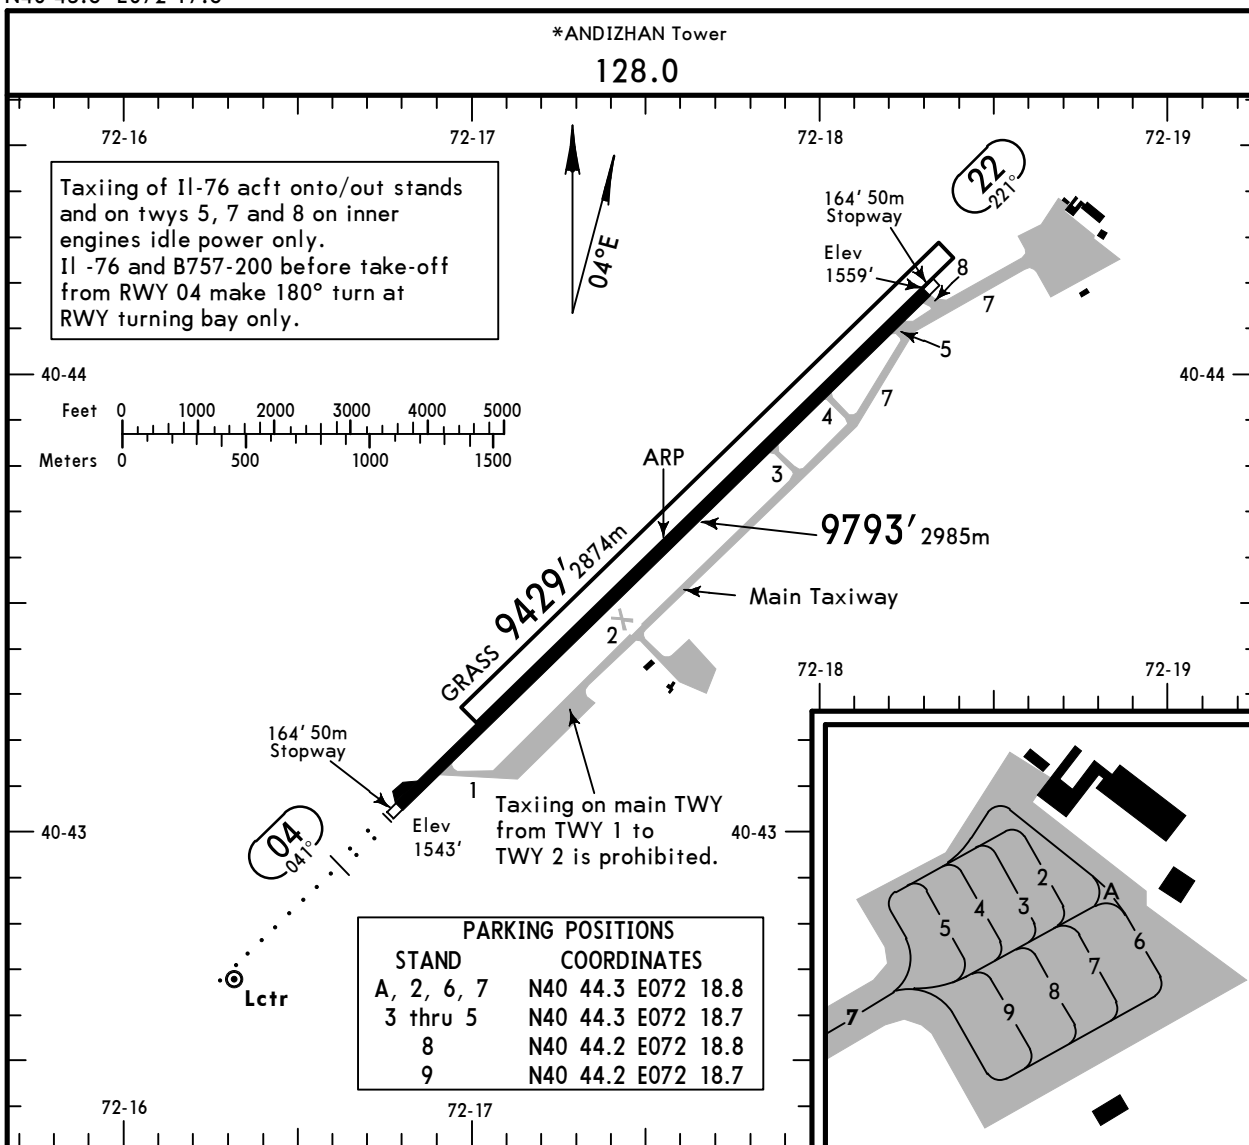 *ANDIZHAN Tower
128.0
72-16
72-17
72-18
72-19
Taxiing of Il-76 acft onto/out stands
and on twys 5, 7 and 8 on inner
engines idle power only.
Il -76 and B757-200 before take-off
from RWY 04 make 180° turn at
RWY turning bay only.
04°E
22
221°
164' 50m
Stopway
Elev
1559'
8
7
5
40-44
40-44
Feet 0 1000 2000 3000 4000 5000
Meters 0 500 1000 1500
7
4
3
ARP
9793' 2985m
GRASS 9429' 2874m
Main Taxiway
2
72-18
72-19
164' 50m
Stopway
1
Taxiing on main TWY
from TWY 1 to
TWY 2 is prohibited.
04
041°
Elev
1543'
40-43
40-43
Lctr
PARKING POSITIONS
STAND COORDINATES
A, 2, 6, 7 N40 44.3 E072 18.8
3 thru 5 N40 44.3 E072 18.7
8 N40 44.2 E072 18.8
9 N40 44.2 E072 18.7
2
A
3
4
5
6
7
8
9
7
72-16
72-17